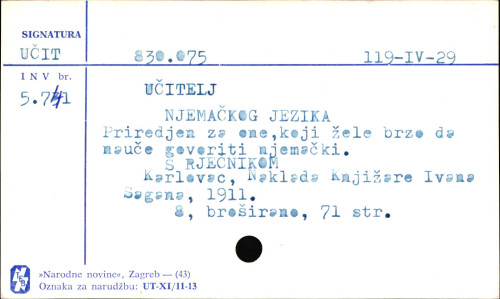 SIGNATURA
UČIT 830.075 119-IV-29
I N V br.
5.741
UČITELJ
NJEMAČKOG JEZIKA
Priredjen za one,koji žele brzo da
nauče govoriti njemački.
S RJEČNIKOM
Karlovac, Naklada Knjižare Ivana
Sagana, 1911.
8, broširano, 71 str.
»Narodne novine«, Zagreb — (43)
Oznaka za narudžbu: UT-XI/11-13